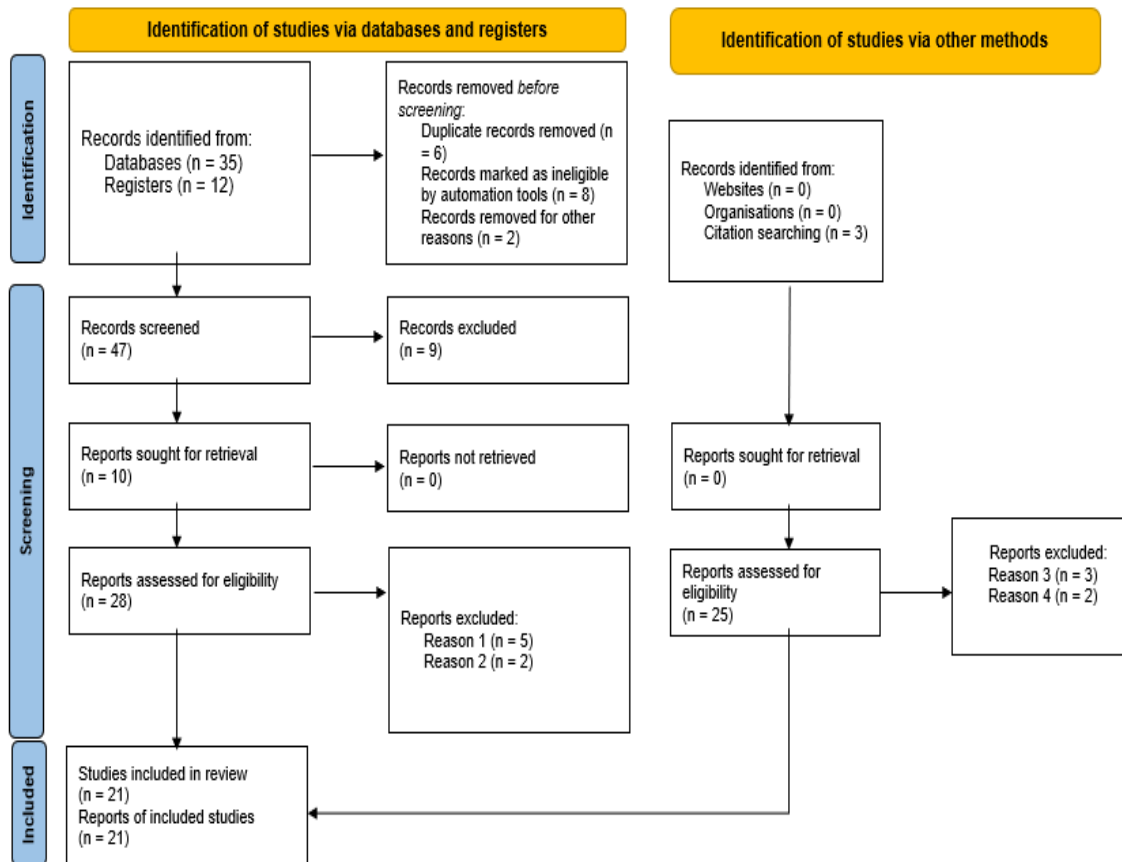 Identification of studies via databases and registers
Identification of studies via other methods
Identification
Records identified from:
Databases (n = 35)
Registers (n = 12)
Records removed before
screening:
Duplicate records removed (n
= 6)
Records marked as ineligible
by automation tools (n = 8)
Records removed for other
reasons (n = 2)
Records identified from:
Websites (n = 0)
Organisations (n = 0)
Citation searching (n = 3)
Screening
Records screened
(n = 47)
Records excluded
(n = 9)
Reports sought for retrieval
(n = 10)
Reports not retrieved
(n = 0)
Reports sought for retrieval
(n = 0)
Reports assessed for eligibility
(n = 28)
Reports excluded:
Reason 1 (n = 5)
Reason 2 (n = 2)
Reports assessed for
eligibility
(n = 25)
Reports excluded:
Reason 3 (n = 3)
Reason 4 (n = 2)
Included
Studies included in review
(n = 21)
Reports of included studies
(n = 21)